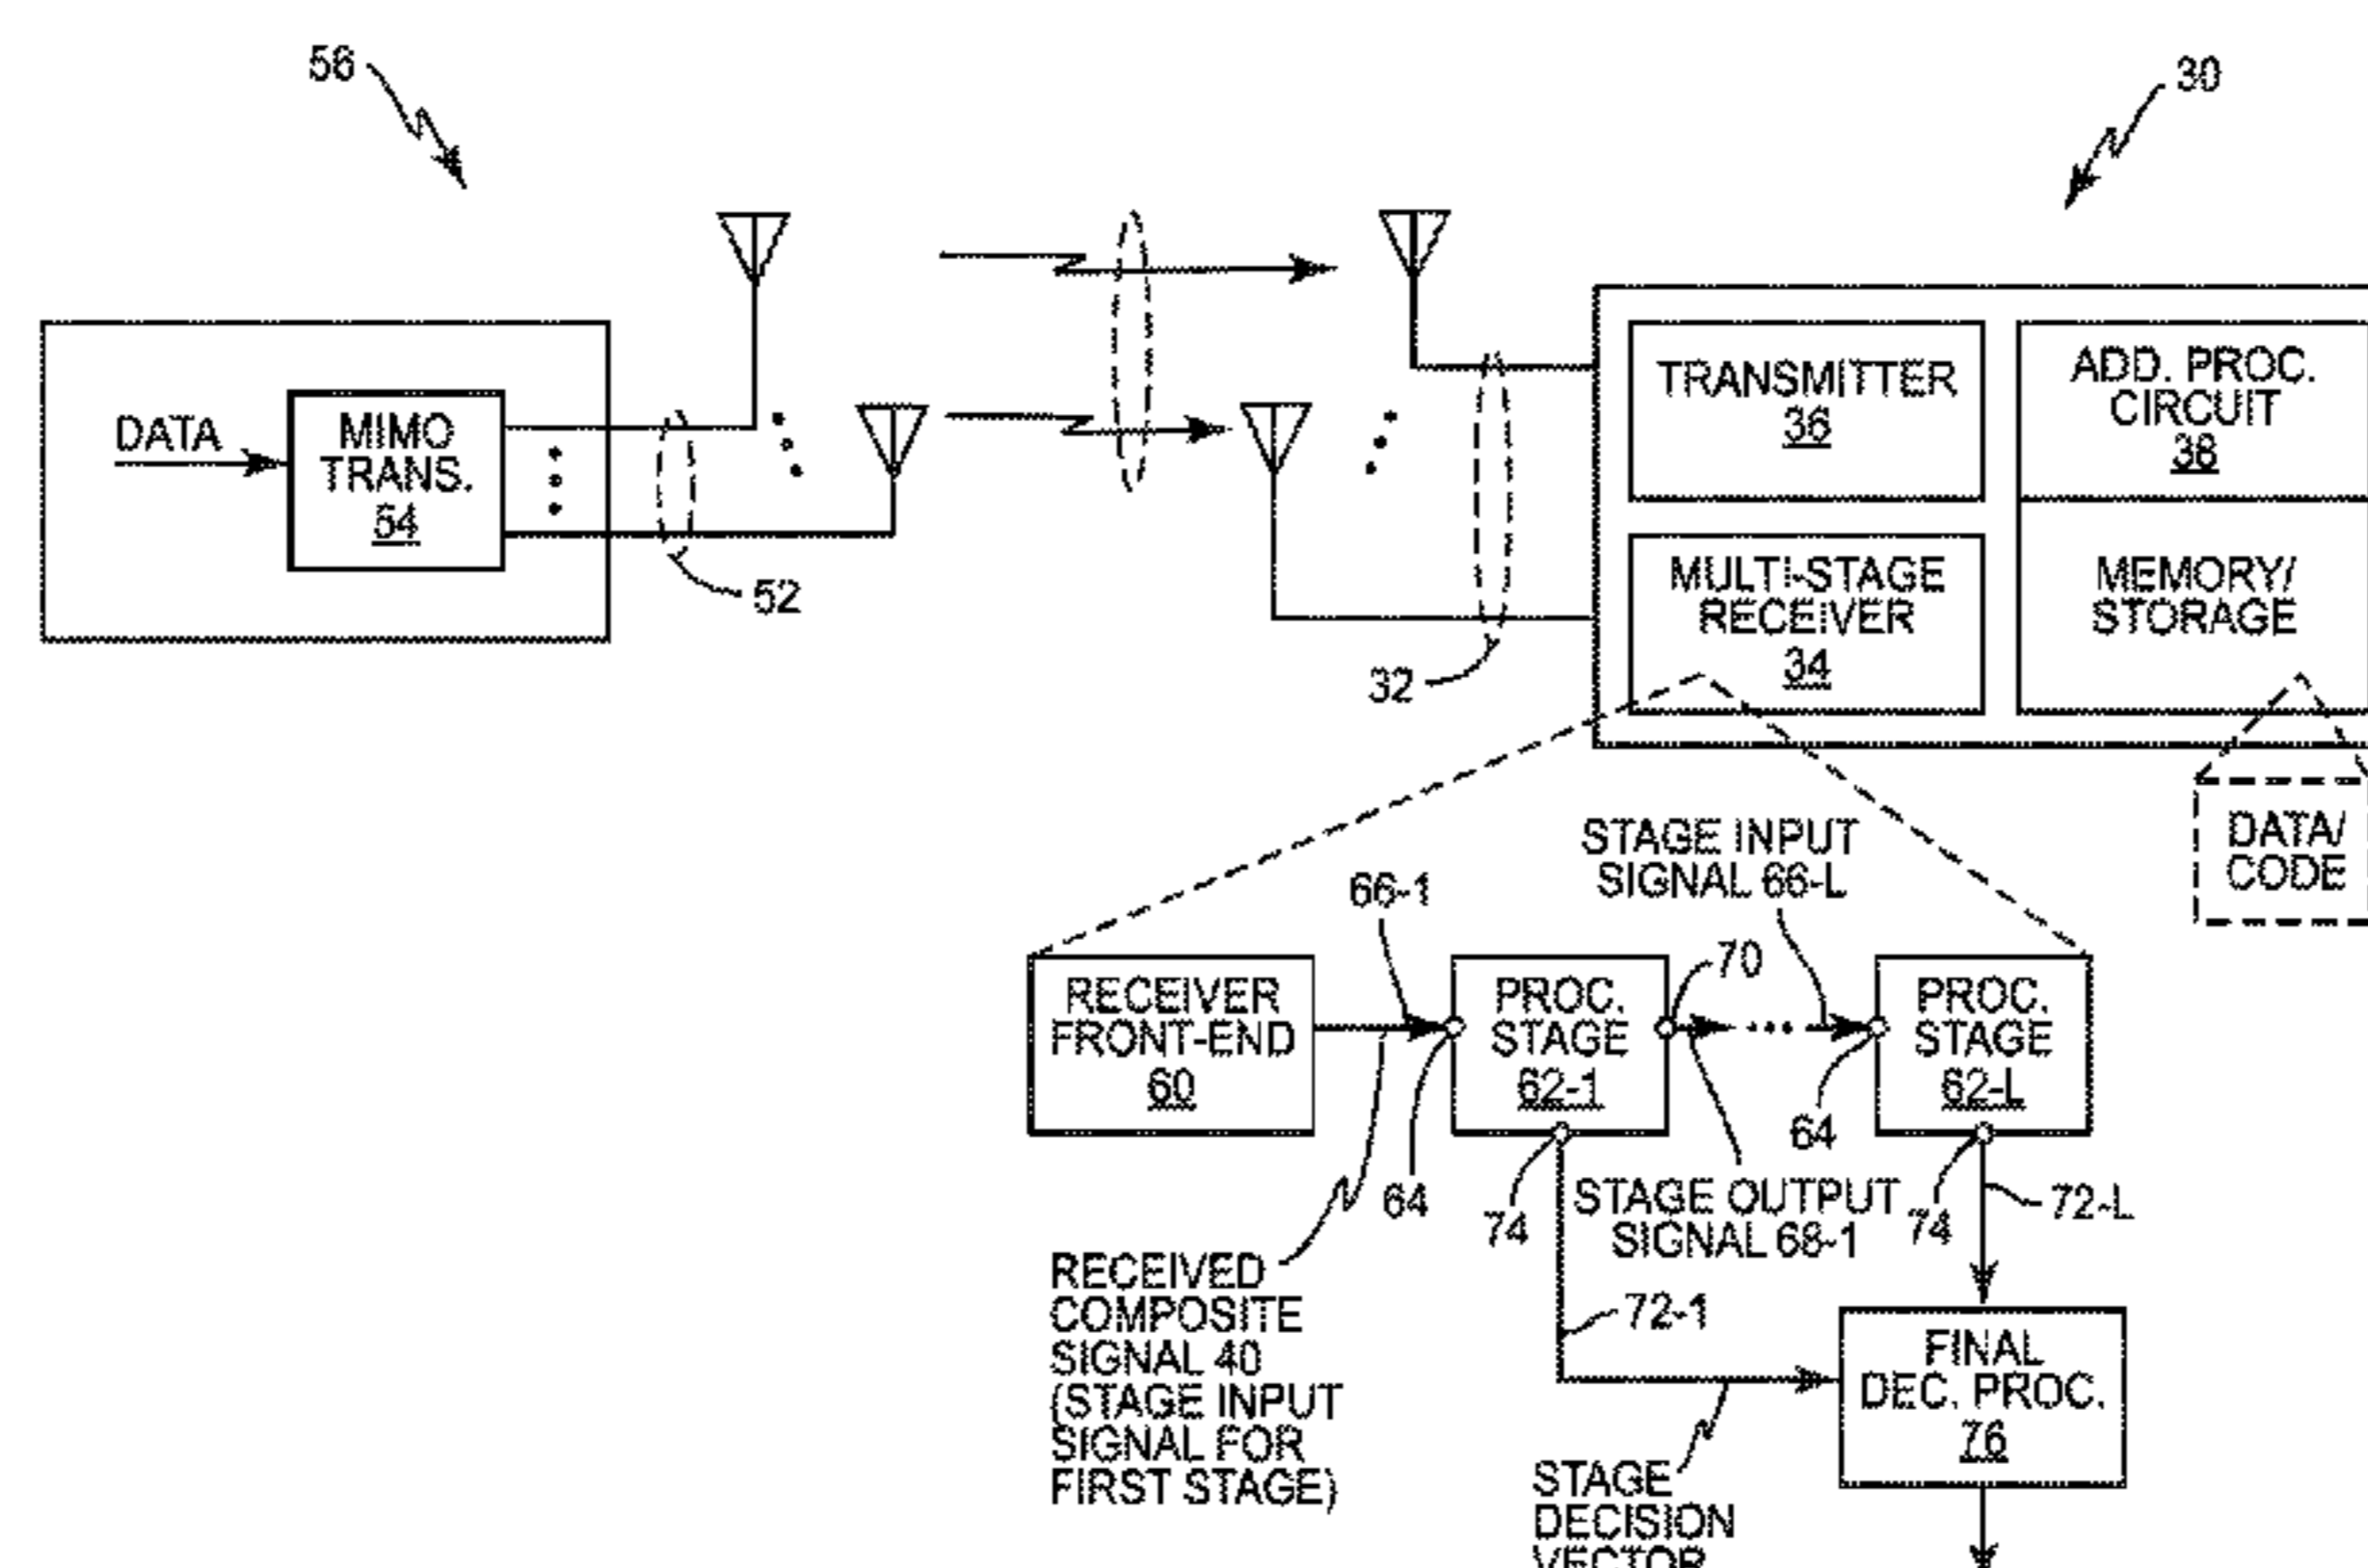 56
30
DATA
MIMO
TRANS.
54
52
32
TRANSMITTER
36
ADD. PROC.
CIRCUIT
38
MULTI-STAGE
RECEIVER
34
MEMORY/
STORAGE
DATA/
CODE
STAGE INPUT
SIGNAL 66-L
66-1
70
RECEIVER
FRONT-END
60
PROC.
STAGE
62-1
PROC.
STAGE
62-L
64
64
74
STAGE OUTPUT
SIGNAL 68-1
74
72-L
RECEIVED
COMPOSITE
SIGNAL 40
(STAGE INPUT
SIGNAL FOR
FIRST STAGE)
72-1
FINAL
DEC. PROC.
76
STAGE
DECISION
VECTOR